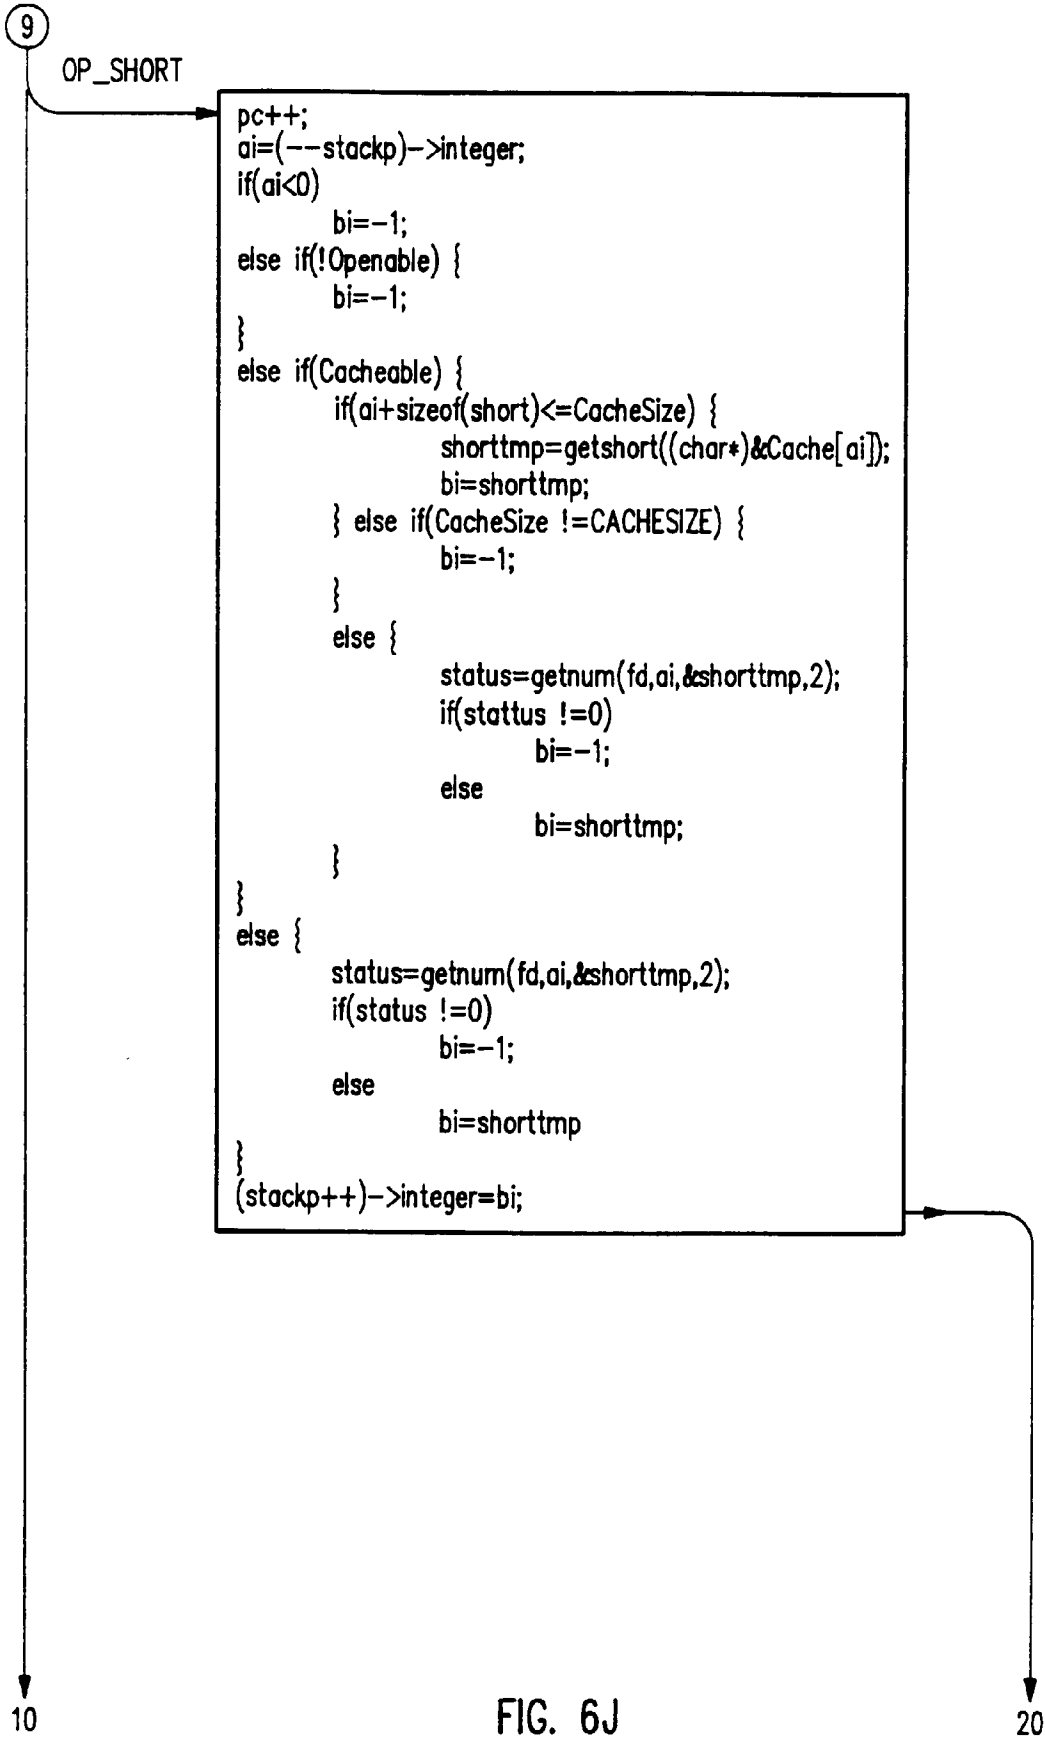 9
OP_SHORT
pc++;
ai=(--stackp)->integer;
if(ai<0)
bi=-1;
else if(!Openable) {
bi=-1;
}
else if(Cacheable) {
if(ai+sizeof(short)<=CacheSize) {
shorttmp=getshort((char*)&Cache[ai]);
bi=shorttmp;
} else if(CacheSize !=CACHESIZE) {
bi=-1;
}
else {
status=getnum(fd,ai,&shorttmp,2);
if(stattus !=0)
bi=-1;
else
bi=shorttmp;
}
}
else {
status=getnum(fd,ai,&shorttmp,2);
if(status !=0)
bi=-1;
else
bi=shorttmp
}
(stackp++)->integer=bi;
10
FIG. 6J
20